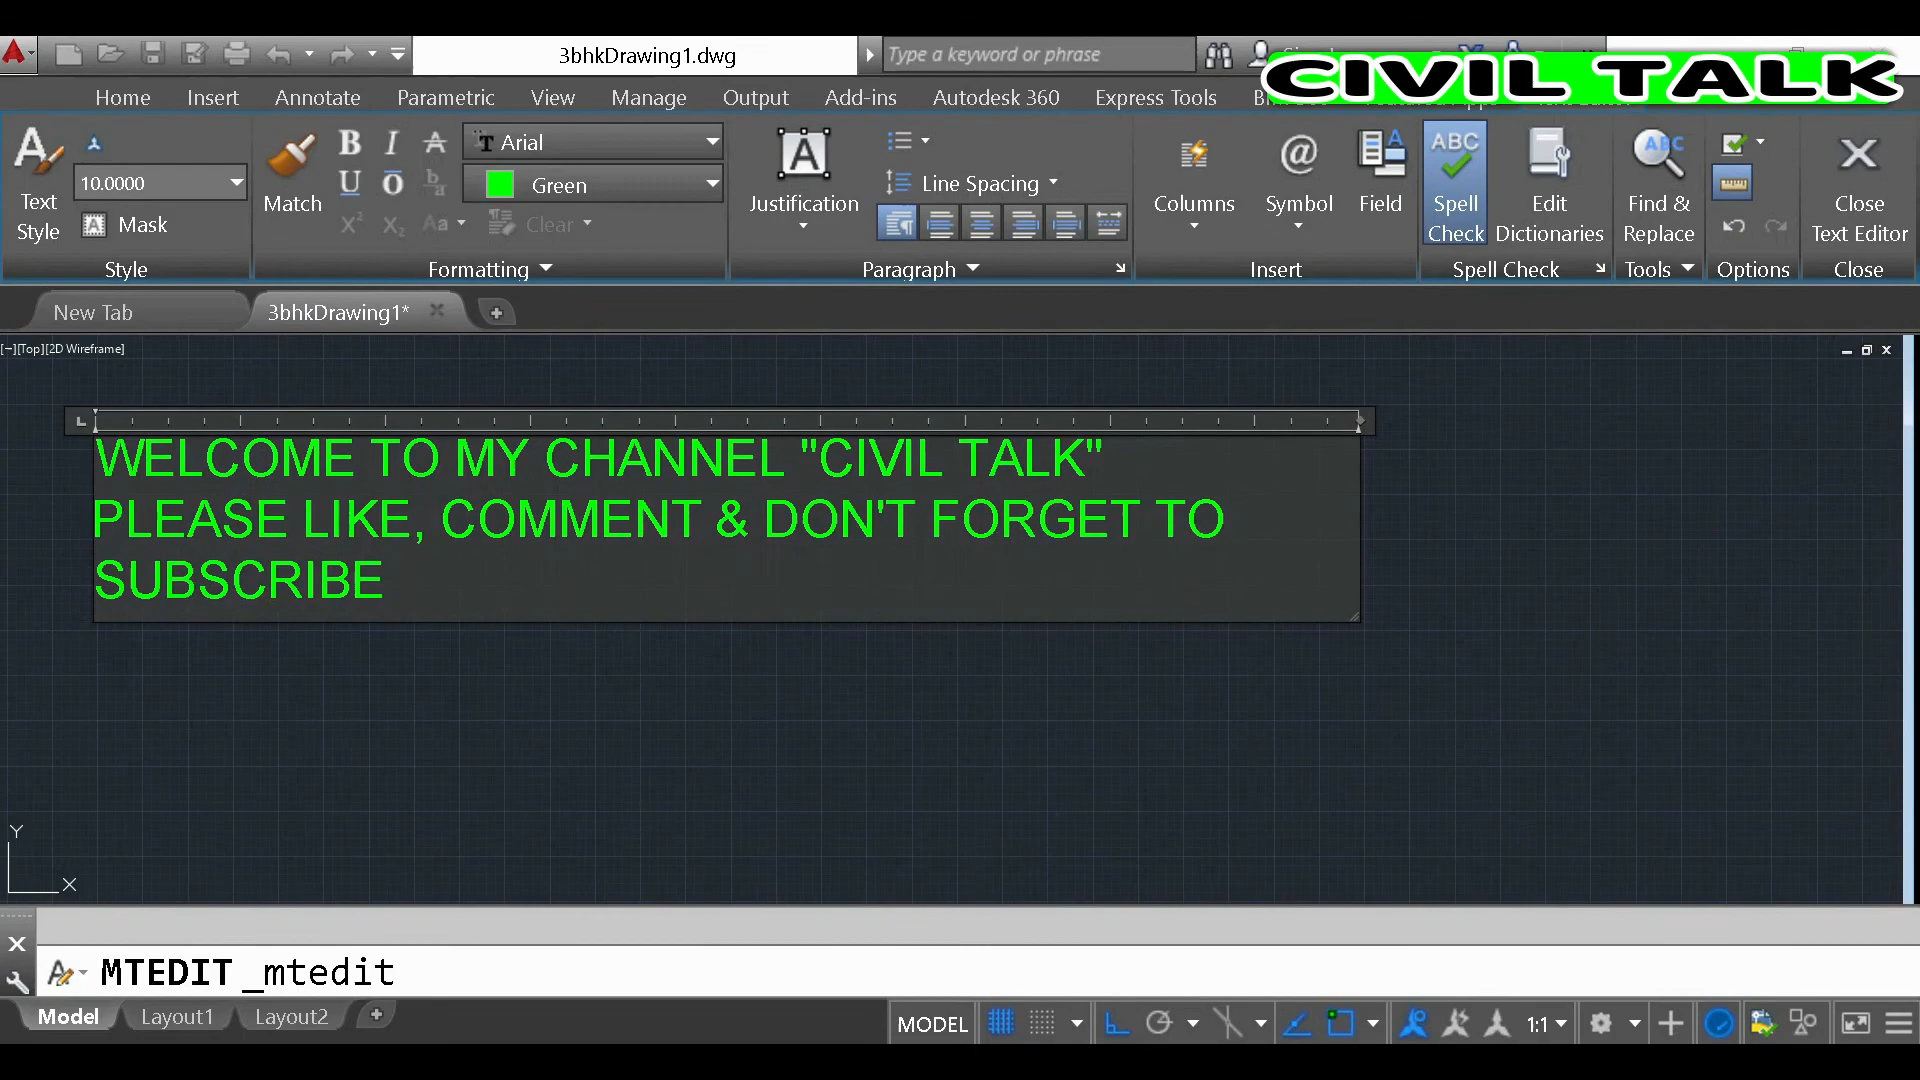 3bhkDrawing1.dwg
Type a keyword or phrase
CIVIL TALK
Home Insert Annotate Parametric View Manage Output Add-ins Autodesk 360 Express Tools
Text Style
10.0000
Mask
Style
Match
B I A
U O
Arial
Green
X² X₂ Aa Clear
Formatting
A
Justification
Line Spacing
Paragraph
Columns
@
Symbol
A
Field
Insert
ABC
Spell Check
Edit Dictionaries
Spell Check
ABC
Find & Replace
Tools
Options
Close Text Editor
Close
New Tab 3bhkDrawing1*
[−][Top][2D Wireframe]
WELCOME TO MY CHANNEL "CIVIL TALK"
PLEASE LIKE, COMMENT & DON'T FORGET TO
SUBSCRIBE
Y
X
MTEDIT _mtedit
Model Layout1 Layout2
MODEL 1:1